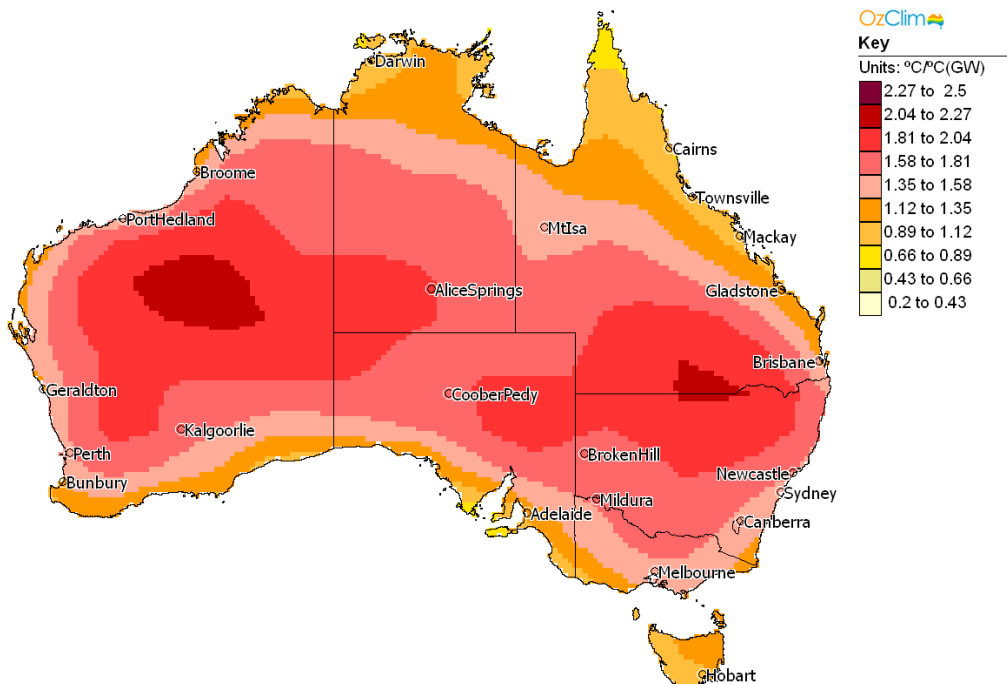 OzClim
Key
Units: ºC/ºC(GW)
2.27 to 2.5
2.04 to 2.27
1.81 to 2.04
1.58 to 1.81
1.35 to 1.58
1.12 to 1.35
0.89 to 1.12
0.66 to 0.89
0.43 to 0.66
0.2 to 0.43
Darwin
Cairns
Broome
Townsville
PortHedland
MtIsa
Mackay
AliceSprings
Gladstone
Brisbane
Geraldton
CooberPedy
Kalgoorlie
Perth
BrokenHill
Newcastle
Bunbury
Sydney
Mildura
Adelaide
Canberra
Melbourne
Hobart